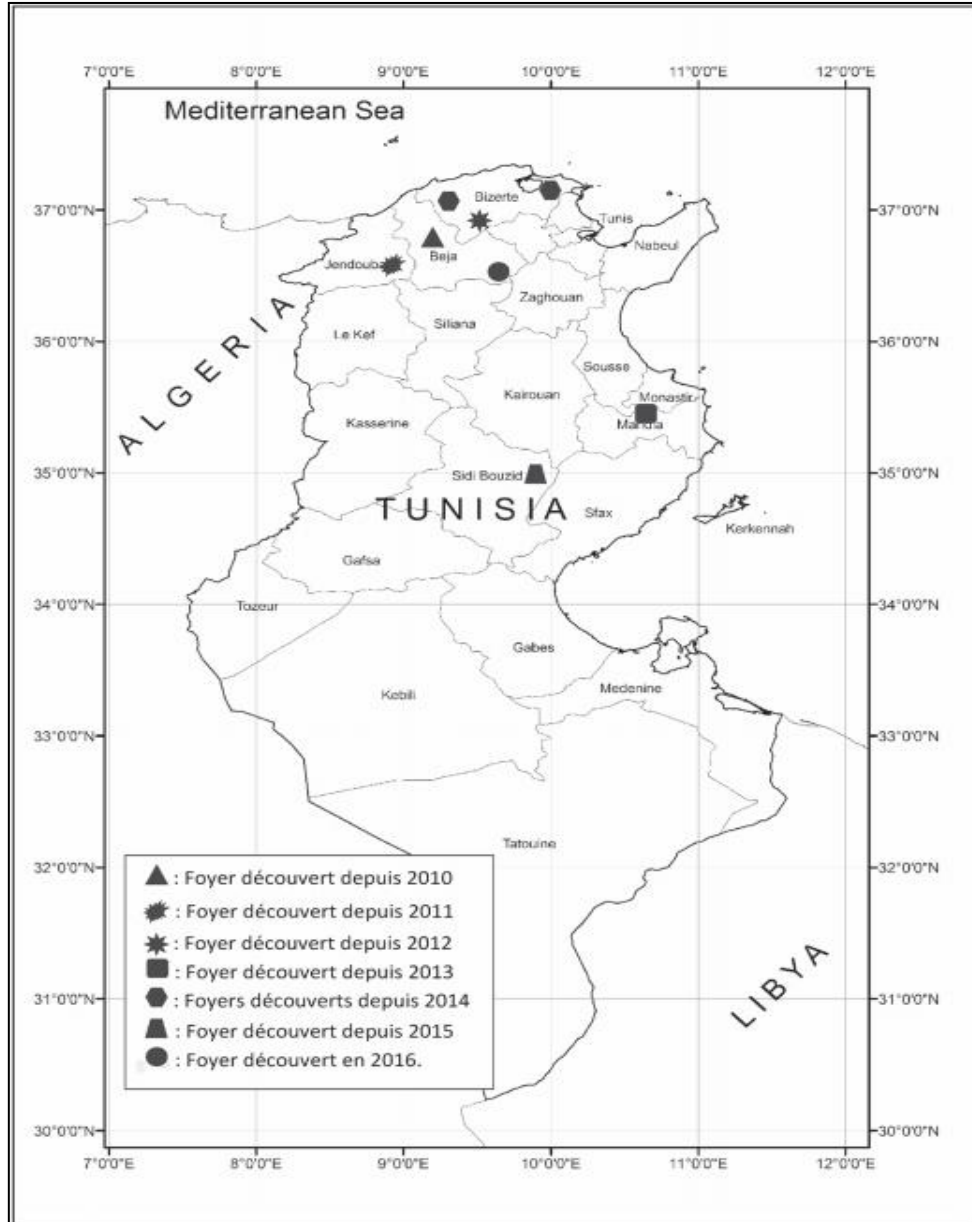 7°0'0"E 8°0'0"E 9°0'0"E 10°0'0"E 11°0'0"E 12°0'0"E
Mediterranean Sea
Bizerte
37°0'0"N 37°0'0"N
Tunis
Nabeul
Beja
Jendouba
Zaghouan
Siliana
36°0'0"N Le Kef 36°0'0"N
Sousse
Kairouan
Monastir
Kasserine
ALGERIA
35°0'0"N Sidi Bouzid 35°0'0"N
TUNISIA
Sfax
Kerkennah
Gafsa
34°0'0"N Tozeur 34°0'0"N
Gabes
Kebili
Medenine
33°0'0"N 33°0'0"N
Tatouine
32°0'0"N 32°0'0"N
: Foyer découvert depuis 2010
: Foyer découvert depuis 2011
: Foyer découvert depuis 2012
: Foyer découvert depuis 2013
: Foyers découverts depuis 2014
: Foyer découvert depuis 2015
: Foyer découvert en 2016.
LIBYA
31°0'0"N 31°0'0"N
30°0'0"N 30°0'0"N
7°0'0"E 8°0'0"E 9°0'0"E 10°0'0"E 11°0'0"E 12°0'0"E